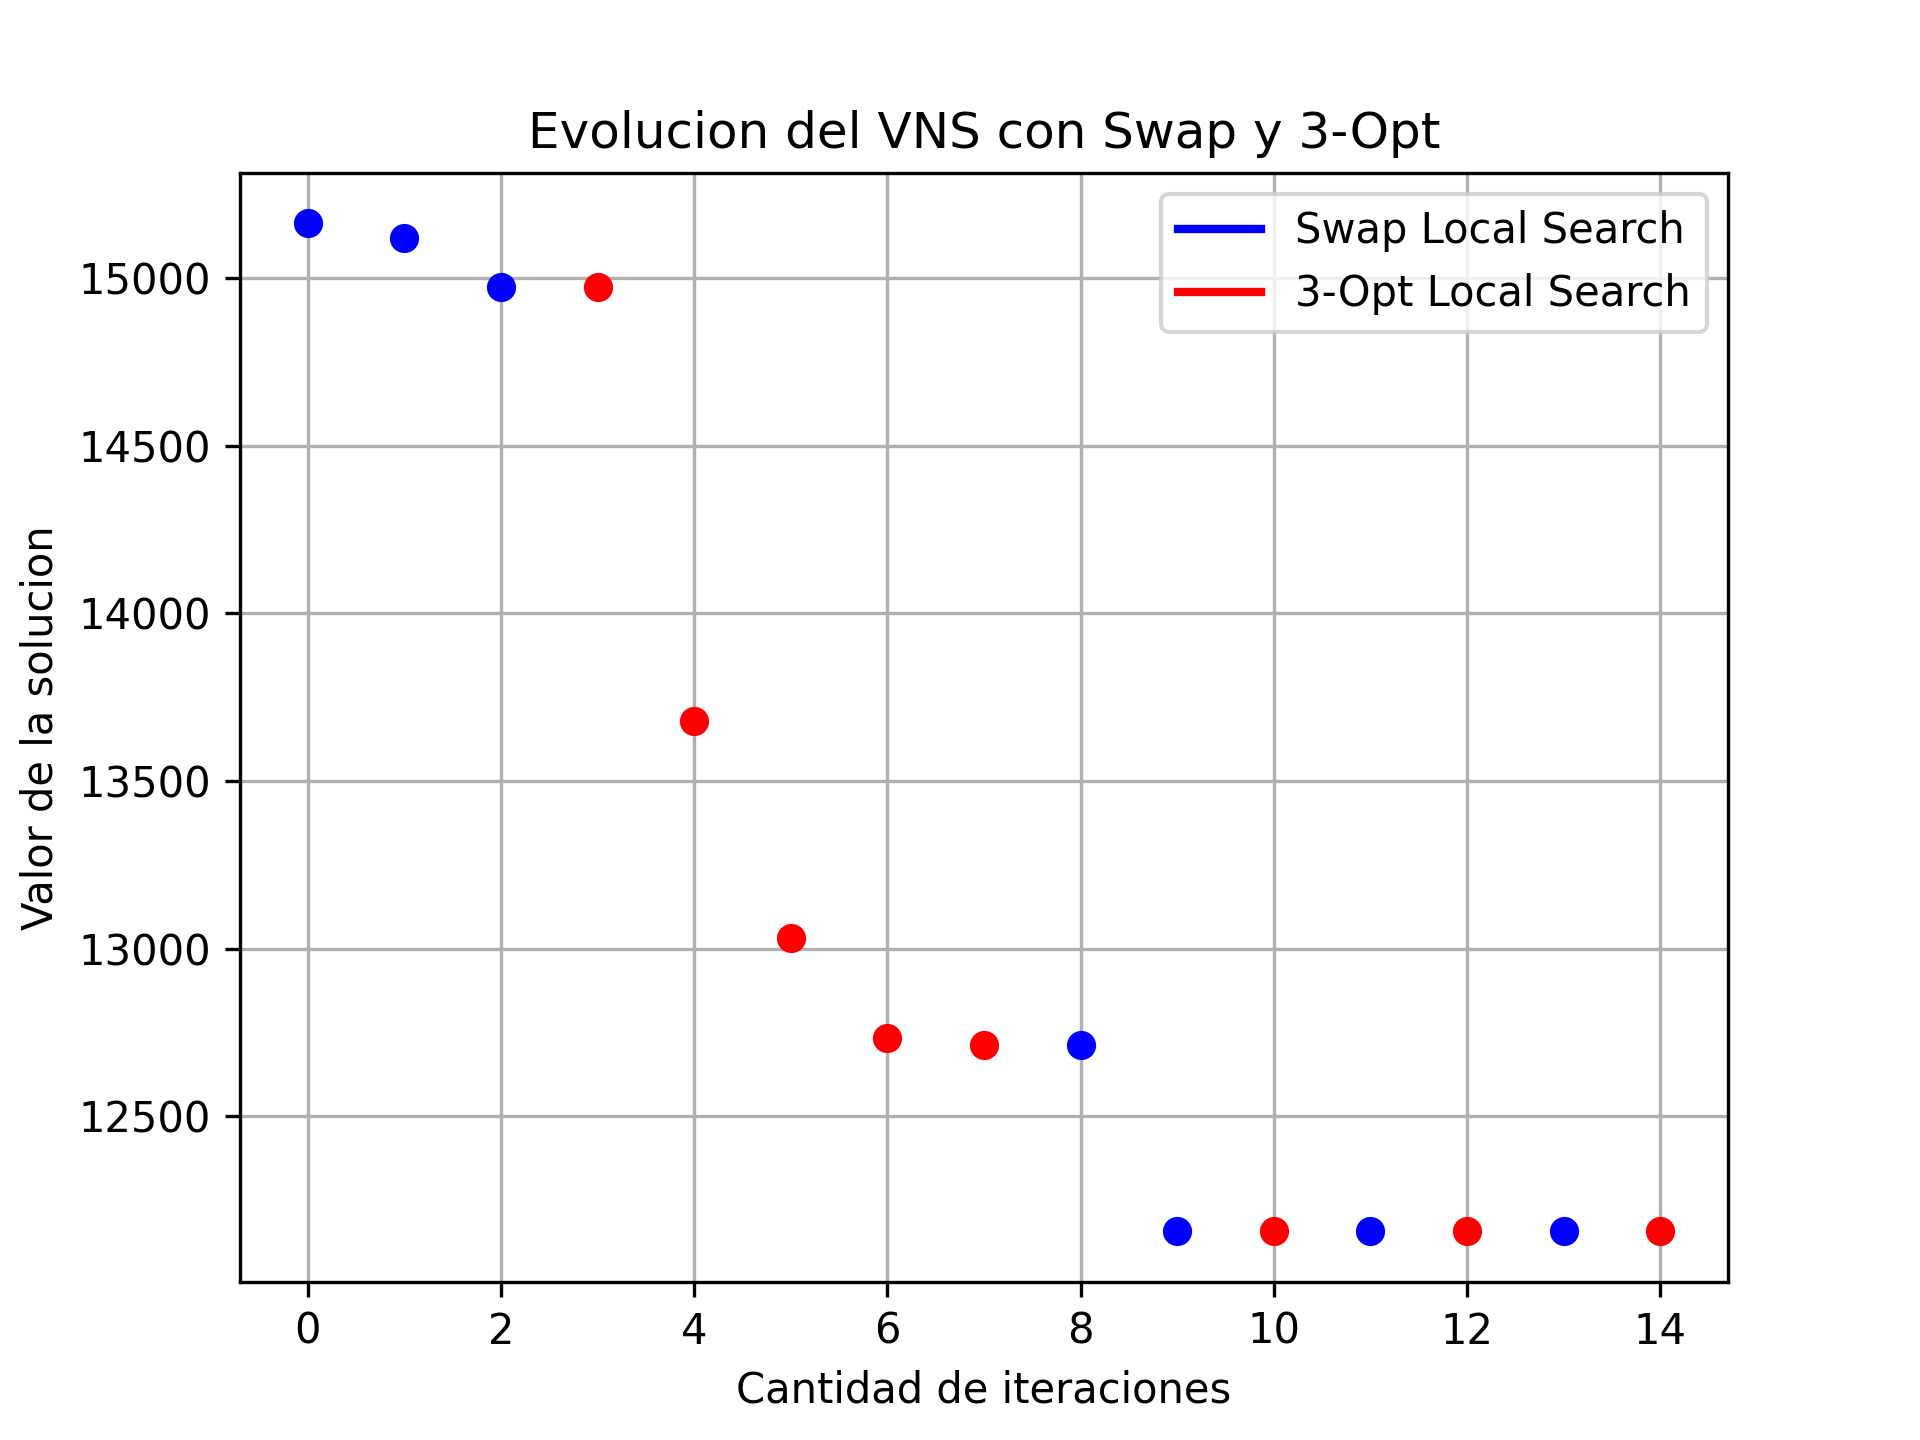 Evolucion del VNS con Swap y 3-Opt
Swap Local Search
3-Opt Local Search
15000
14500
14000
13500
13000
12500
Valor de la solucion
0 2 4 6 8 10 12 14
Cantidad de iteraciones